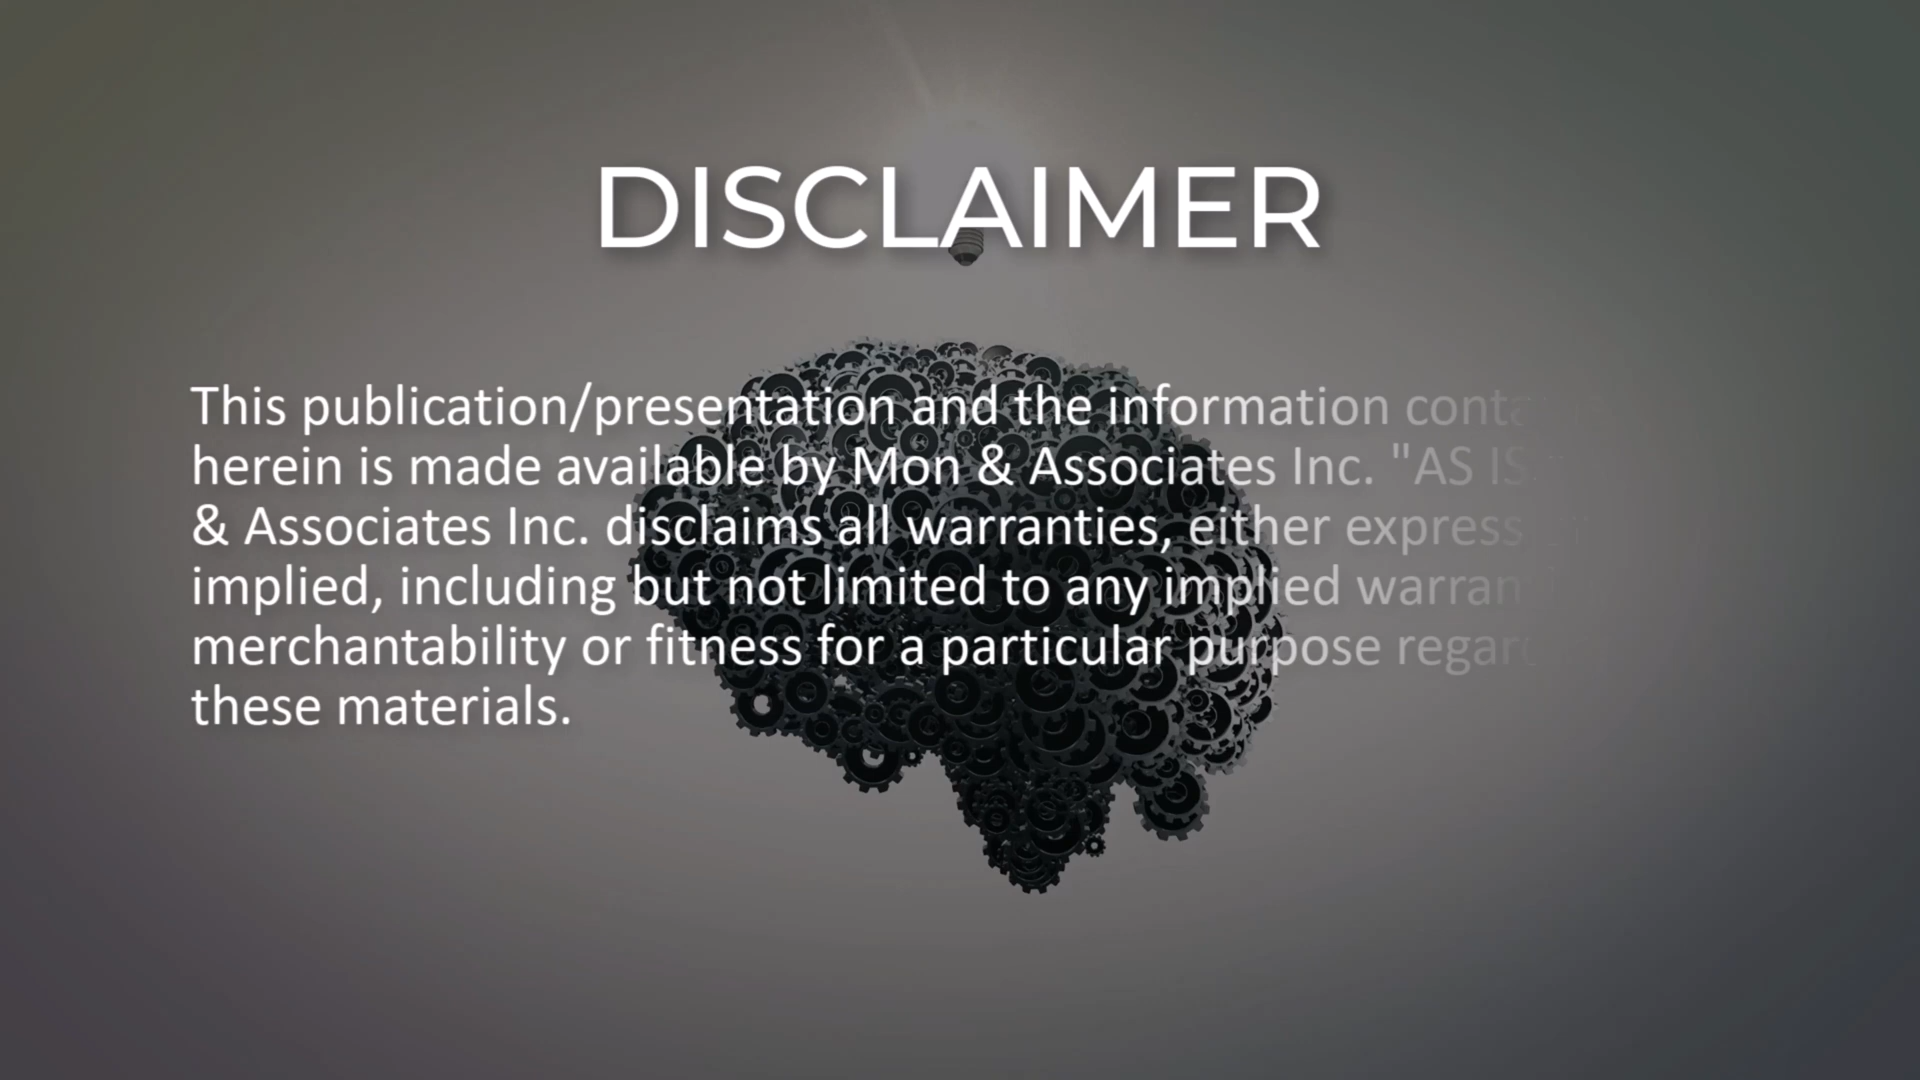 DISCLAIMER
This publication/presentation and the information
herein is made available by Mon & Associates Inc. "AS IS
& Associates Inc. disclaims all warranties, either express
implied, including but not limited to any implied
merchantability or fitness for a particular purpose
these materials.